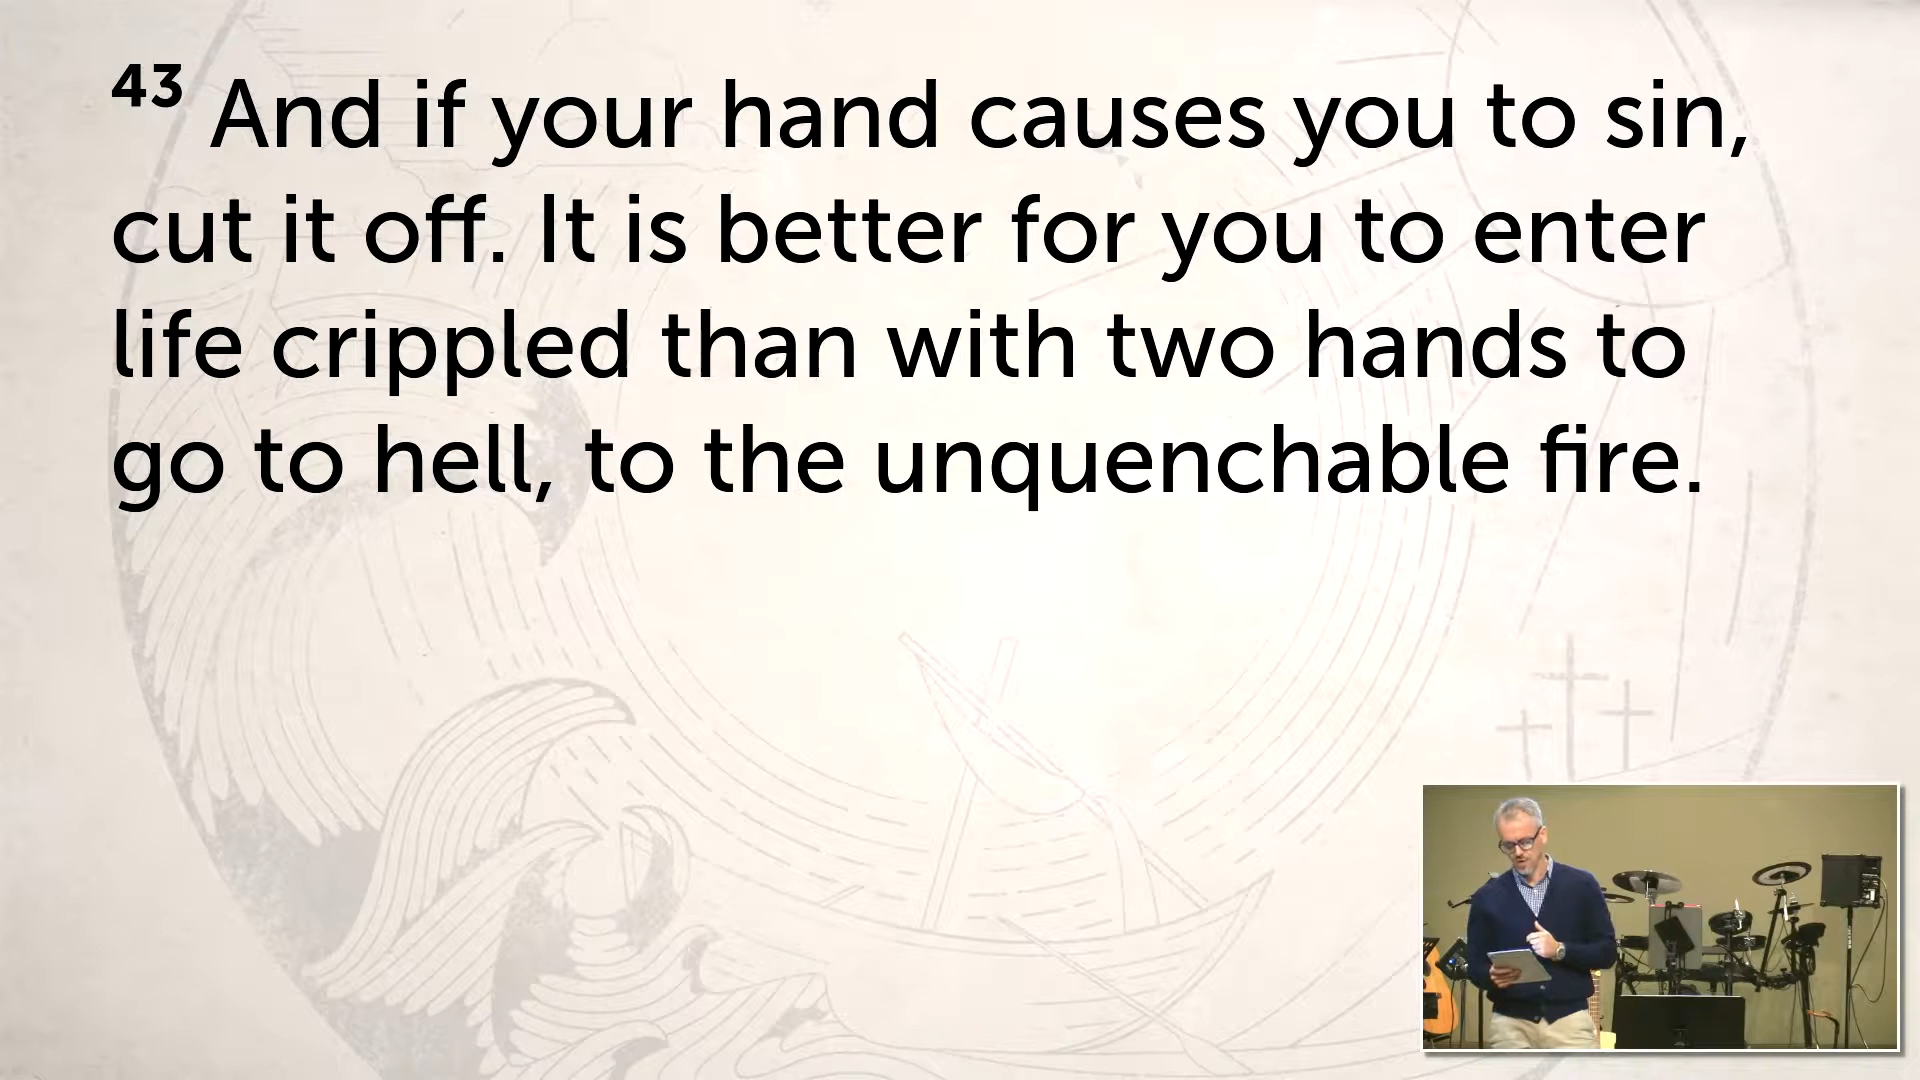 43 And if your hand causes you to sin,
cut it off. It is better for you to enter
life crippled than with two hands to
go to hell, to the unquenchable fire.